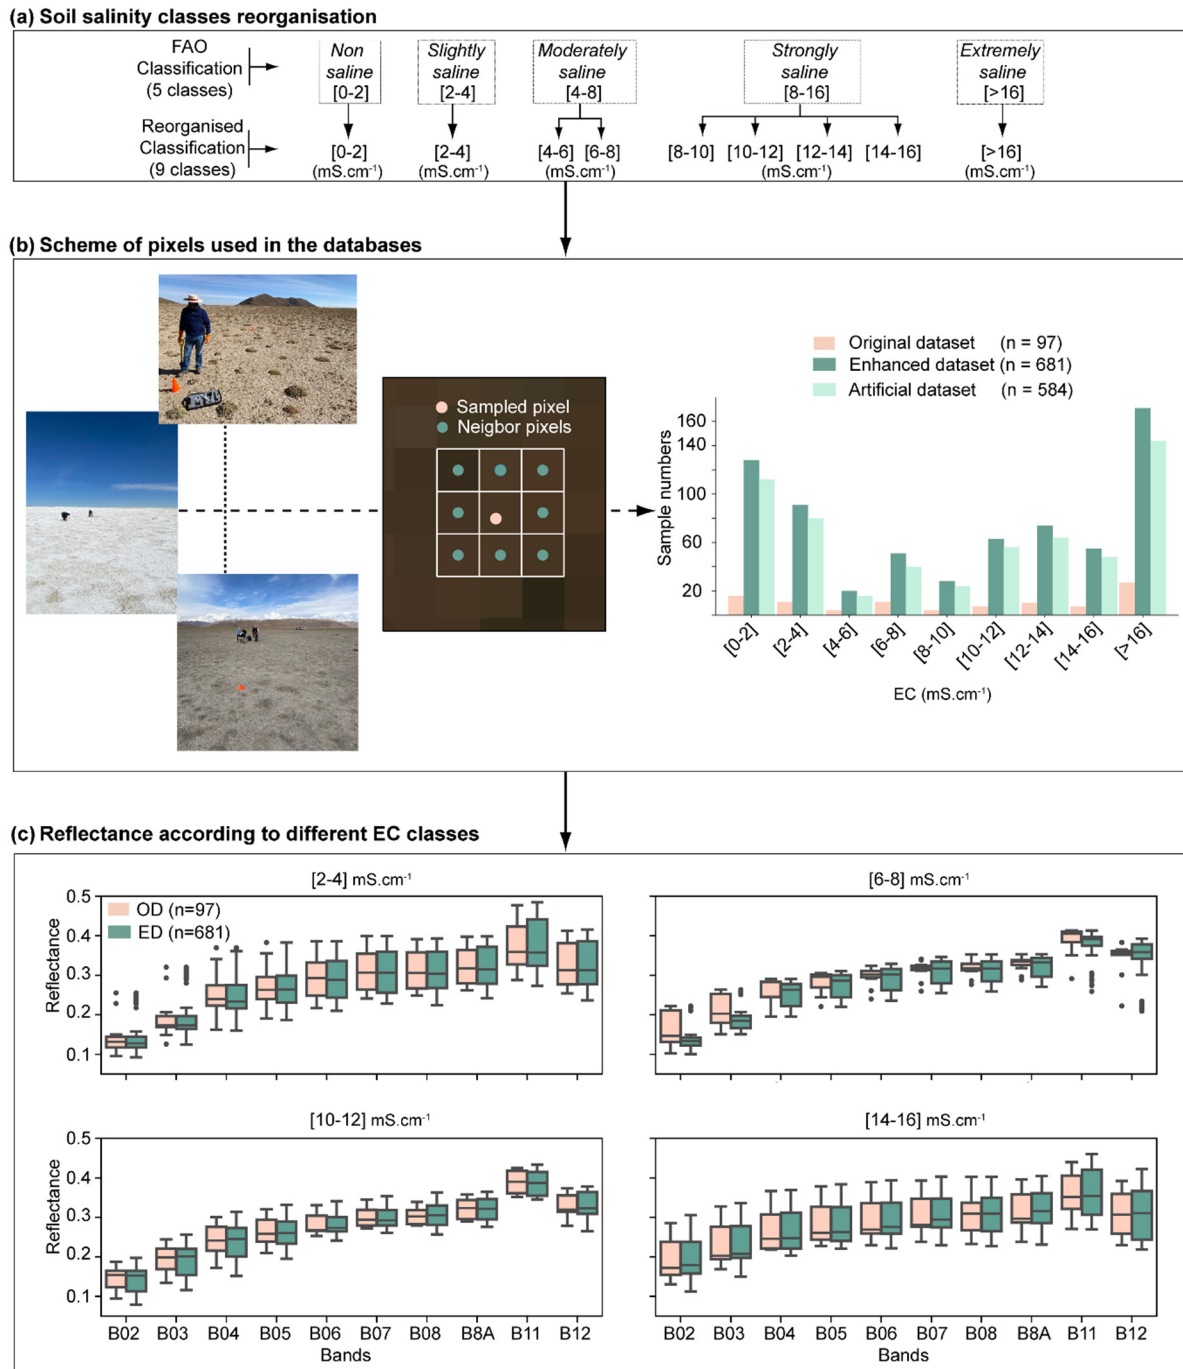 (a) Soil salinity classes reorganisation
FAO
Classification
(5 classes)
Non
saline
[0-2]
Slightly
saline
[2-4]
Moderately
saline
[4-8]
Strongly
saline
[8-16]
Extremely
saline
[>16]
Reorganised
Classification
(9 classes)
[0-2]
(mS.cm⁻¹)
[2-4]
(mS.cm⁻¹)
[4-6] [6-8]
(mS.cm⁻¹)
[8-10] [10-12] [12-14] [14-16]
(mS.cm⁻¹)
[>16]
(mS.cm⁻¹)
(b) Scheme of pixels used in the databases
Sampled pixel
Neigbor pixels
Original dataset (n = 97)
Enhanced dataset (n = 681)
Artificial dataset (n = 584)
Sample numbers
160
140
100
60
20
[0-2]
[2-4]
[4-6]
[6-8]
[8-10]
[10-12]
[12-14]
[14-16]
[>16]
EC (mS.cm⁻¹)
(c) Reflectance according to different EC classes
[2-4] mS.cm⁻¹
OD (n=97)
ED (n=681)
Reflectance
0.5
0.4
0.3
0.2
0.1
[6-8] mS.cm⁻¹
[10-12] mS.cm⁻¹
Reflectance
0.5
0.4
0.3
0.2
0.1
B02 B03 B04 B05 B06 B07 B08 B8A B11 B12
Bands
[14-16] mS.cm⁻¹
B02 B03 B04 B05 B06 B07 B08 B8A B11 B12
Bands